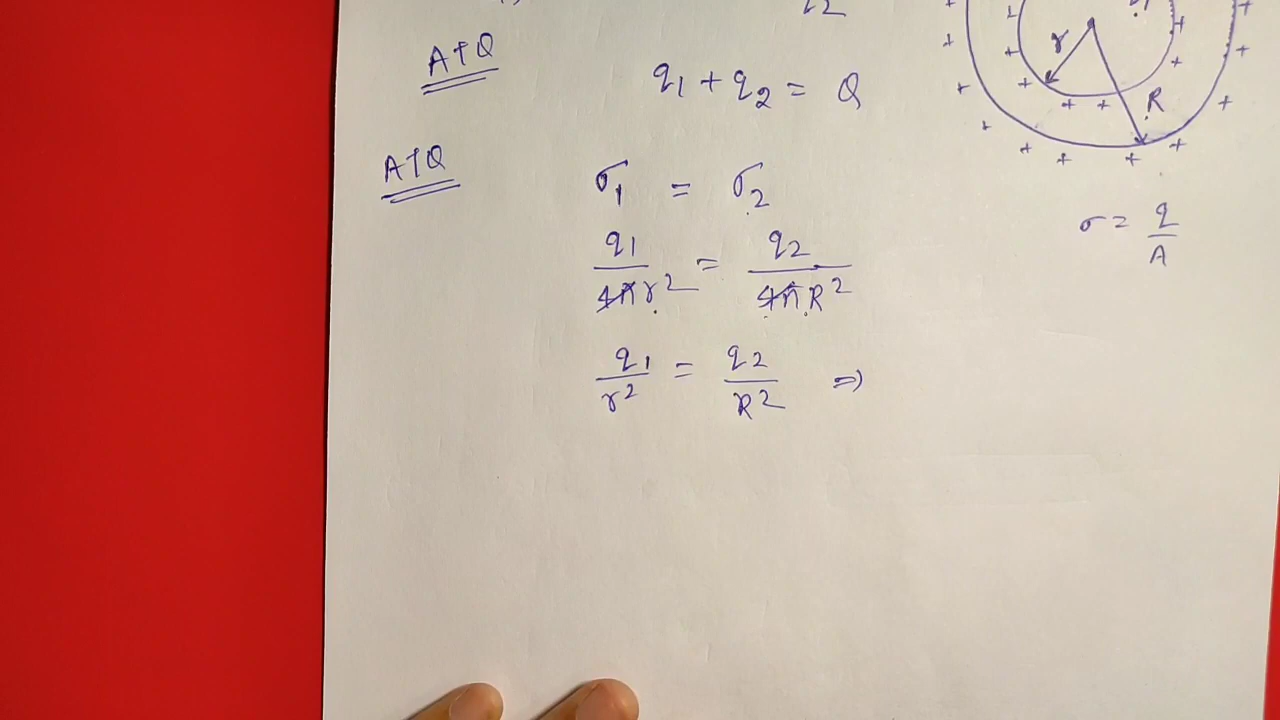 r
R
A↑Q
q₁ + q₂ = Q
A↑Q
σ₁ = σ₂
σ = q/A
q₁/4πr² = q₂/4πR²
q₁/r² = q₂/R² ⇒